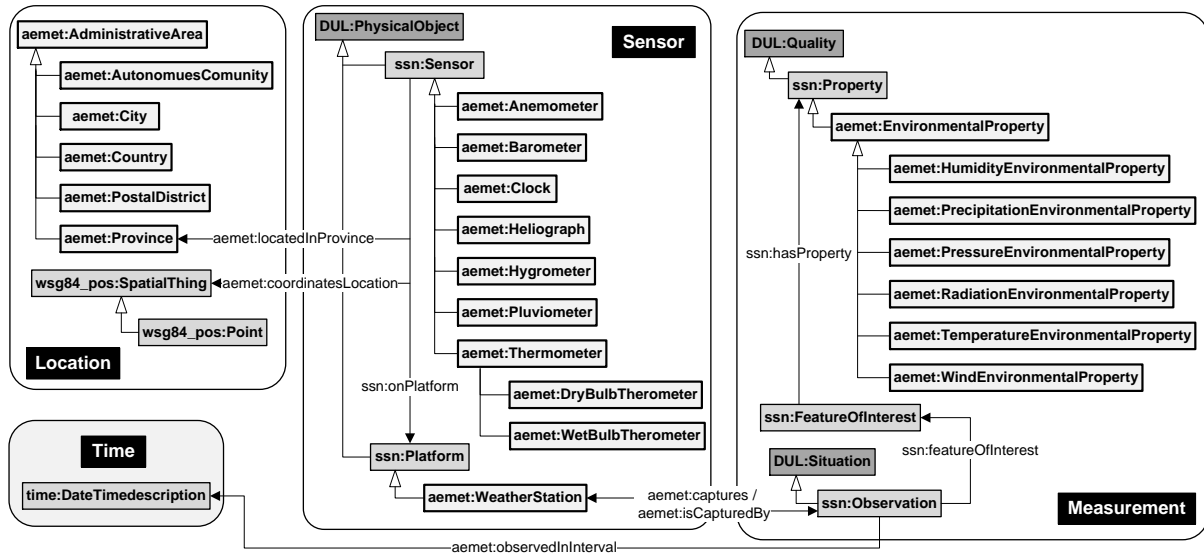 aemet:AdministrativeArea
aemet:AutonomuesComunity
aemet:City
aemet:Country
aemet:PostalDistrict
aemet:Province
wsg84_pos:SpatialThing
wsg84_pos:Point
Location
Time
time:DateTimedescription
aemet:locatedInProvince
aemet:coordinatesLocation
DUL:PhysicalObject
Sensor
ssn:Sensor
aemet:Anemometer
aemet:Barometer
aemet:Clock
aemet:Heliograph
aemet:Hygrometer
aemet:Pluviometer
aemet:Thermometer
aemet:DryBulbTherometer
aemet:WetBulbTherometer
ssn:onPlatform
ssn:Platform
aemet:WeatherStation
aemet:captures /
aemet:isCapturedBy
aemet:observedInInterval
DUL:Quality
ssn:Property
aemet:EnvironmentalProperty
aemet:HumidityEnvironmentalProperty
aemet:PrecipitationEnvironmentalProperty
aemet:PressureEnvironmentalProperty
aemet:RadiationEnvironmentalProperty
aemet:TemperatureEnvironmentalProperty
aemet:WindEnvironmentalProperty
ssn:hasProperty
ssn:FeatureOfInterest
ssn:featureOfInterest
DUL:Situation
ssn:Observation
Measurement